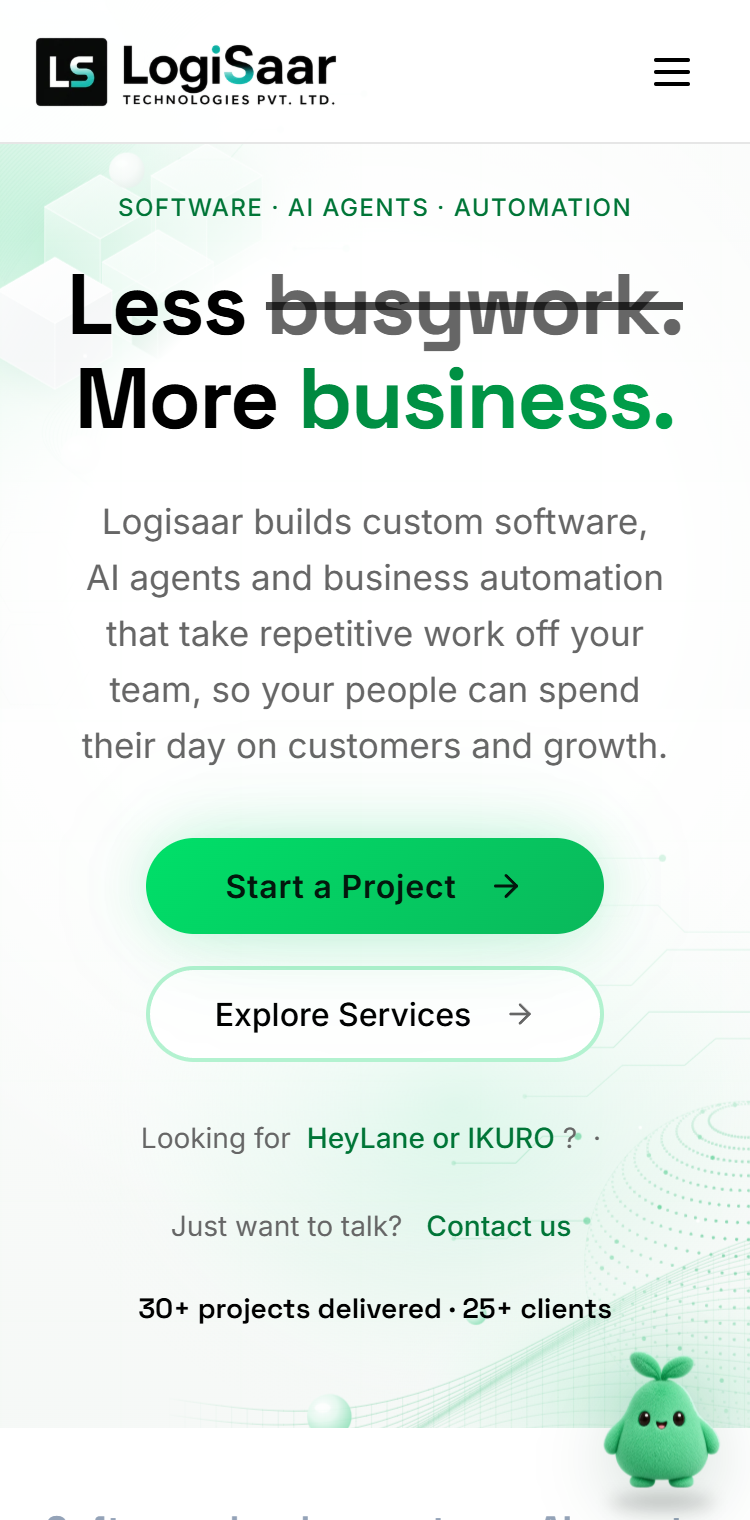 LS LogiSaar
TECHNOLOGIES PVT. LTD.
SOFTWARE · AI AGENTS · AUTOMATION
Less busywork.
More business.
Logisaar builds custom software,
AI agents and business automation
that take repetitive work off your
team, so your people can spend
their day on customers and growth.
Start a Project →
Explore Services →
Looking for HeyLane or IKURO ? ·
Just want to talk? Contact us
30+ projects delivered · 25+ clients